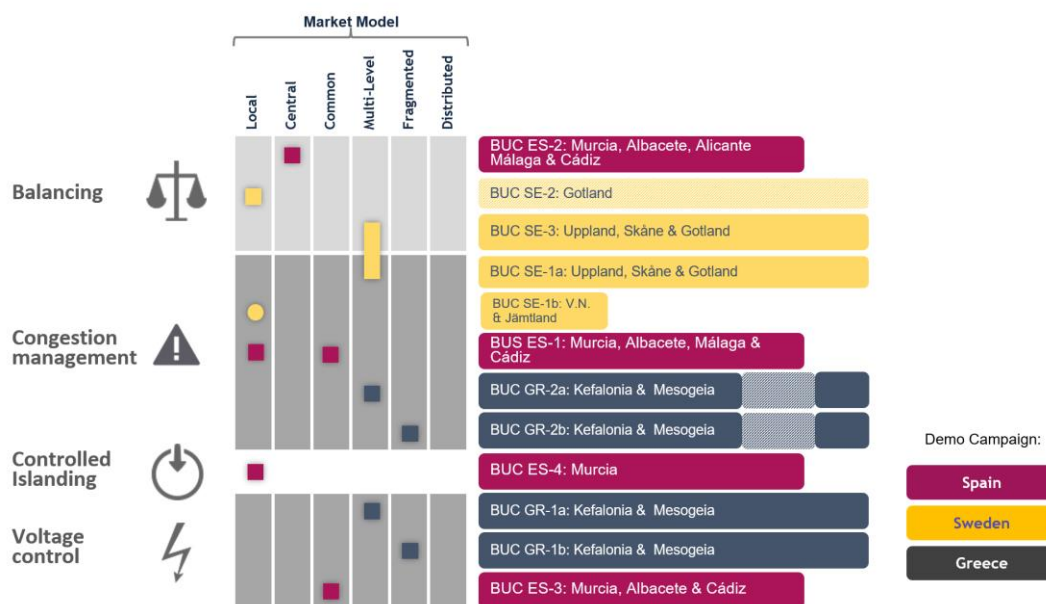 Market Model
Local
Central
Common
Multi-Level
Fragmented
Distributed
Balancing
BUC ES-2: Murcia, Albacete, Alicante
Málaga & Cádiz
BUC SE-2: Gotland
BUC SE-3: Uppland, Skåne & Gotland
BUC SE-1a: Uppland, Skåne & Gotland
BUC SE-1b: V.N.
& Jämtland
Congestion
management
BUS ES-1: Murcia, Albacete, Málaga &
Cádiz
BUC GR-2a: Kefalonia & Mesogeia
BUC GR-2b: Kefalonia & Mesogeia
Controlled
Islanding
BUC ES-4: Murcia
Voltage
control
BUC GR-1a: Kefalonia & Mesogeia
BUC GR-1b: Kefalonia & Mesogeia
BUC ES-3: Murcia, Albacete & Cádiz
Demo Campaign:
Spain
Sweden
Greece